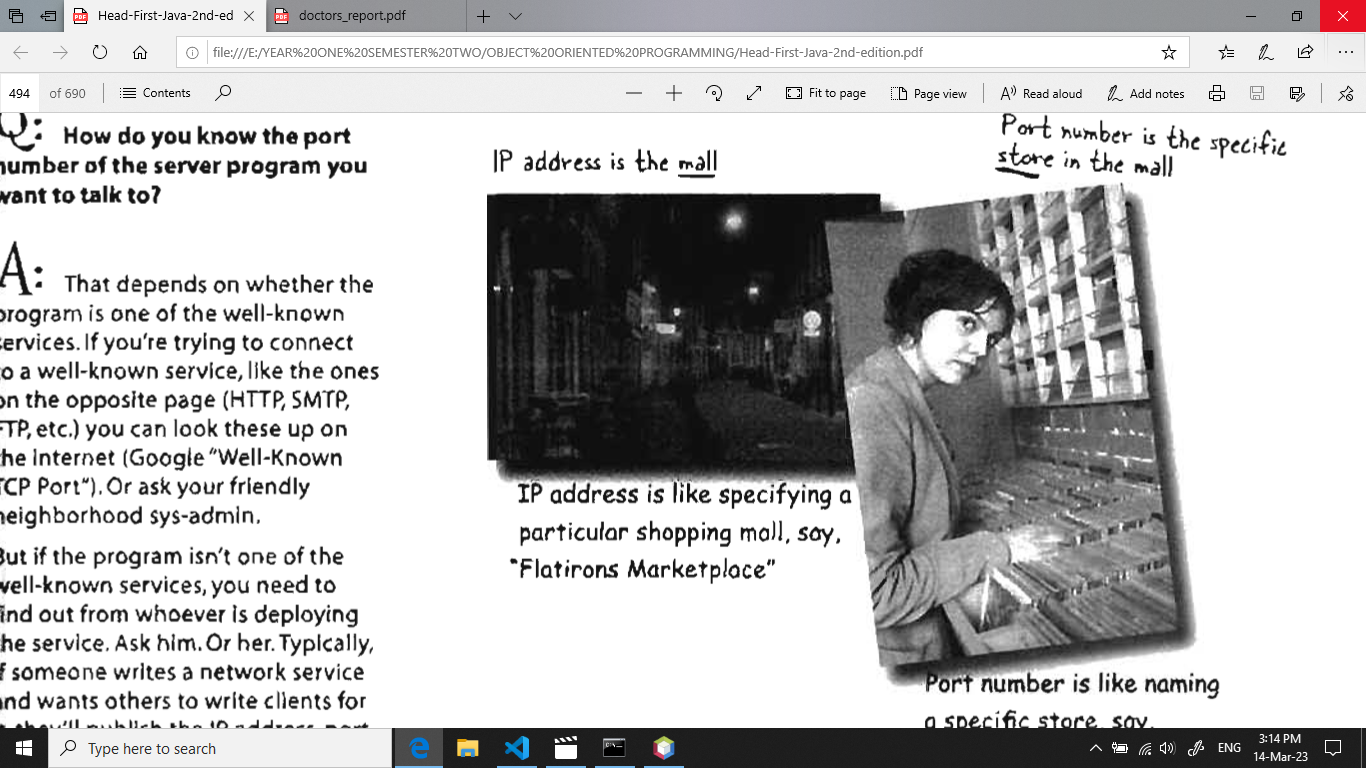 Head-First-Java-2nd-ed
doctors_report.pdf
file:///E:/YEAR%20ONE%20SEMESTER%20TWO/OBJECT%20ORIENTED%20PROGRAMMING/Head-First-Java-2nd-edition.pdf
494 of 690
Contents
Fit to page
Page view
Read aloud
Add notes
Q: How do you know the port
number of the server program you
want to talk to?
A: That depends on whether the
program is one of the well-known
services. If you're trying to connect
to a well-known service, like the ones
on the opposite page (HTTP, SMTP,
FTP, etc.) you can look these up on
the internet (Google "Well-Known
TCP Port"). Or ask your friendly
neighborhood sys-admin.
But if the program isn't one of the
well-known services, you need to
find out from whoever is deploying
the service. Ask him. Or her. Typically,
if someone writes a network service
and wants others to write clients for
they'll publish the IP address, port
IP address is the mall
IP address is like specifying a
particular shopping mall, say,
"Flatirons Marketplace"
Port number is the specific
store in the mall
Port number is like naming
a specific store, say,
Type here to search
ENG
3:14 PM
14-Mar-23